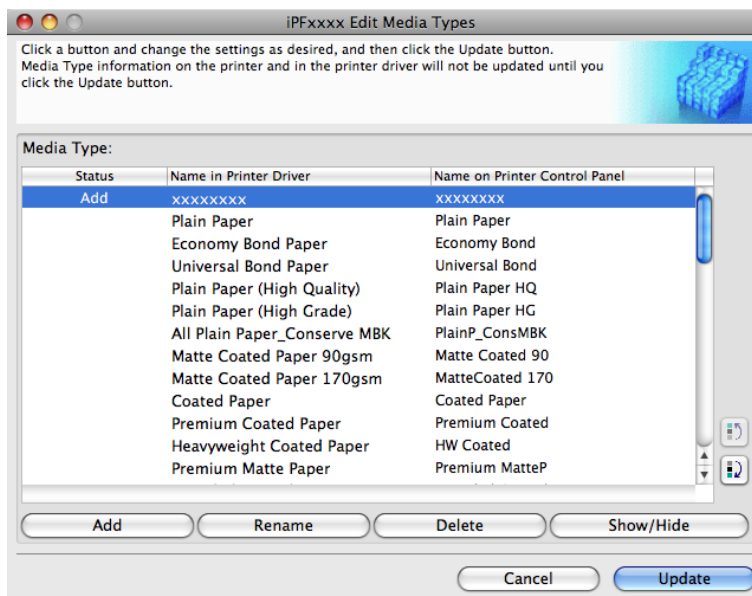 iPFxxxx Edit Media Types
Click a button and change the settings as desired, and then click the Update button.
Media Type information on the printer and in the printer driver will not be updated until you
click the Update button.
Media Type:
Status Name in Printer Driver Name on Printer Control Panel
Add xxxxxxxx xxxxxxxx
Plain Paper Plain Paper
Economy Bond Paper Economy Bond
Universal Bond Paper Universal Bond
Plain Paper (High Quality) Plain Paper HQ
Plain Paper (High Grade) Plain Paper HG
All Plain Paper_Conserve MBK PlainP_ConsMBK
Matte Coated Paper 90gsm Matte Coated 90
Matte Coated Paper 170gsm MatteCoated 170
Coated Paper Coated Paper
Premium Coated Paper Premium Coated
Heavyweight Coated Paper HW Coated
Premium Matte Paper Premium MatteP
Add Rename Delete Show/Hide
Cancel Update